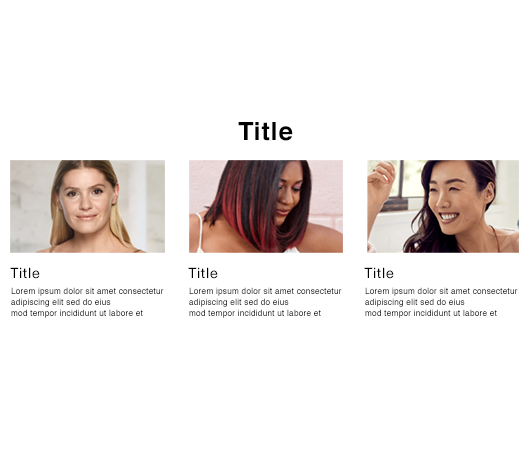 Title
Title
Lorem ipsum dolor sit amet consectetur
adipiscing elit sed do eius
mod tempor incididunt ut labore et
Title
Lorem ipsum dolor sit amet consectetur
adipiscing elit sed do eius
mod tempor incididunt ut labore et
Title
Lorem ipsum dolor sit amet consectetur
adipiscing elit sed do eius
mod tempor incididunt ut labore et